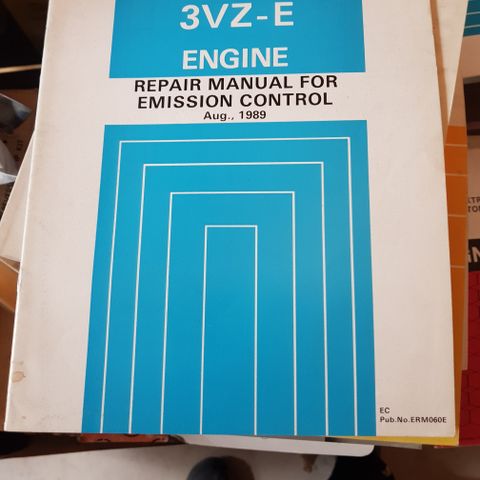 3VZ-E
ENGINE
REPAIR MANUAL FOR
EMISSION CONTROL
Aug., 1989
EC
Pub.No.ERM060E